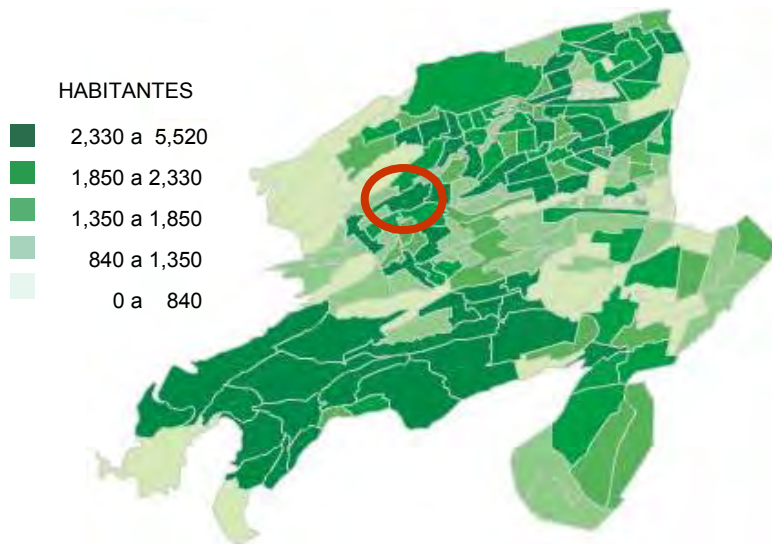 HABITANTES
2,330 a 5,520
1,850 a 2,330
1,350 a 1,850
840 a 1,350
0 a 840